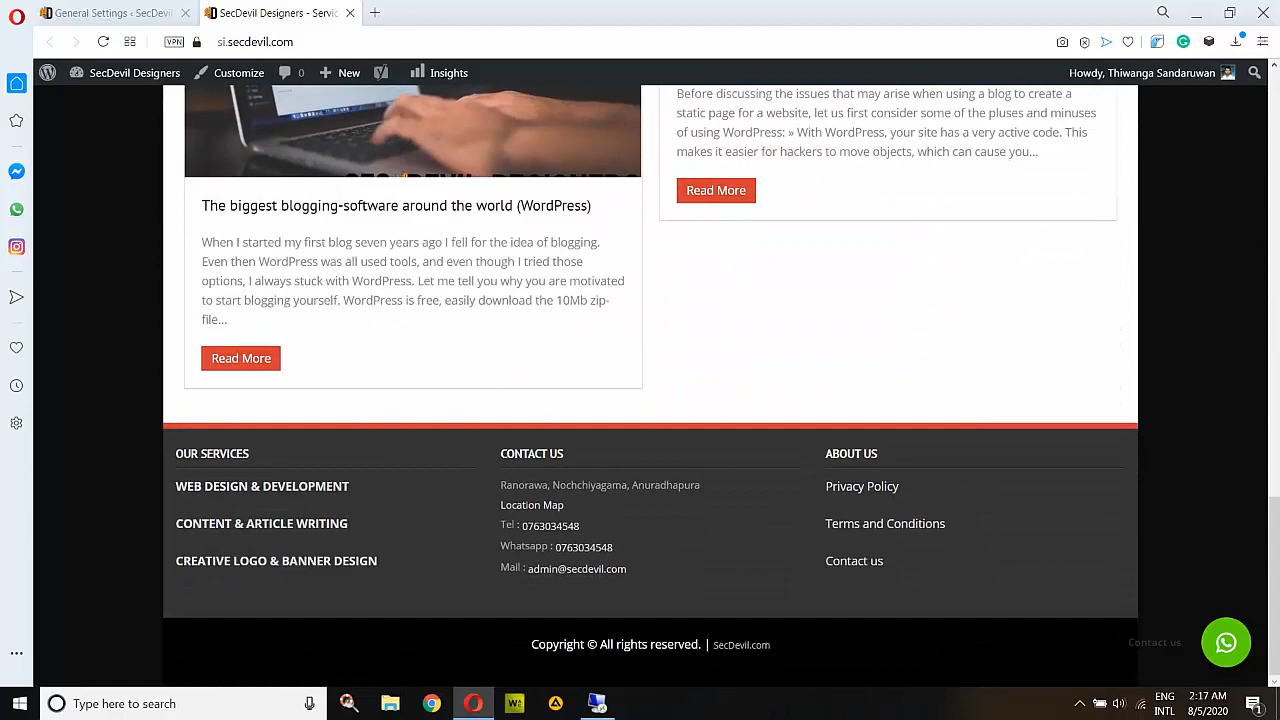 General Settings ‹ SecDevil
SecDevil Designers - Servic
VPN
si.secdevil.com
SecDevil Designers
Customize
0
New
Insights
Howdy, Thiwanga Sandaruwan
Before discussing the issues that may arise when using a blog to create a
static page for a website, let us first consider some of the pluses and minuses
of using WordPress: » With WordPress, your site has a very active code. This
makes it easier for hackers to move objects, which can cause you...
Read More
The biggest blogging-software around the world (WordPress)
When I started my first blog seven years ago I fell for the idea of blogging.
Even then WordPress was all used tools, and even though I tried those
options, I always stuck with WordPress. Let me tell you why you are motivated
to start blogging yourself. WordPress is free, easily download the 10Mb zip-
file...
Read More
OUR SERVICES
WEB DESIGN & DEVELOPMENT
CONTENT & ARTICLE WRITING
CREATIVE LOGO & BANNER DESIGN
CONTACT US
Ranorawa, Nochchiyagama, Anuradhapura
Location Map
Tel : 0763034548
Whatsapp : 0763034548
Mail : admin@secdevil.com
ABOUT US
Privacy Policy
Terms and Conditions
Contact us
Contact us
Copyright © All rights reserved. | SecDevil.com
Type here to search
ENG
INTL
2:17 AM
8/5/2020
1